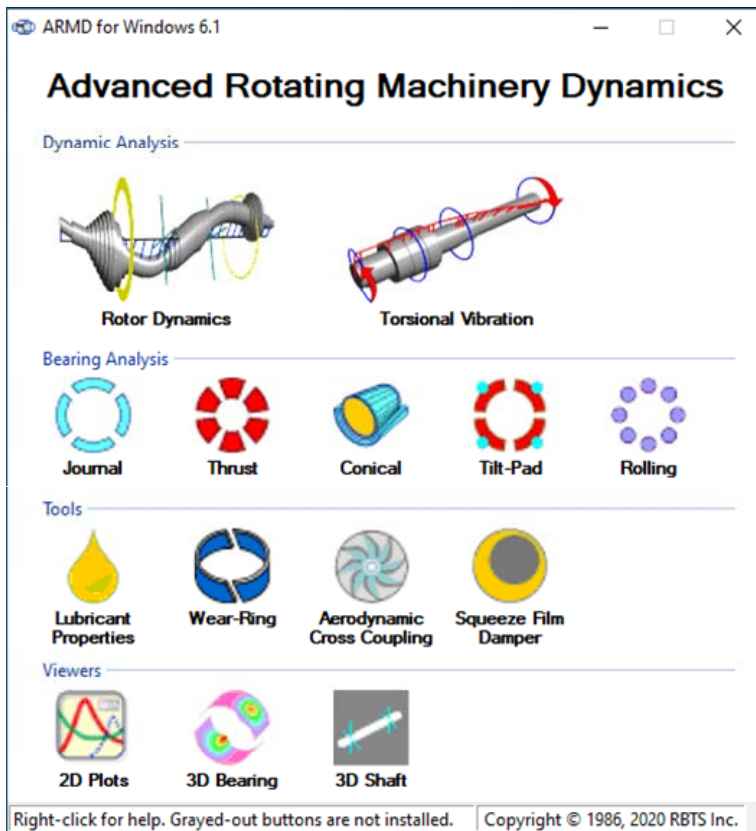 ARMD for Windows 6.1
Advanced Rotating Machinery Dynamics
Dynamic Analysis
Rotor Dynamics
Torsional Vibration
Bearing Analysis
Journal
Thrust
Conical
Tilt-Pad
Rolling
Tools
Lubricant
Properties
Wear-Ring
Aerodynamic
Cross Coupling
Squeeze Film
Damper
Viewers
2D Plots
3D Bearing
3D Shaft
Right-click for help. Grayed-out buttons are not installed.
Copyright © 1986, 2020 RBTS Inc.